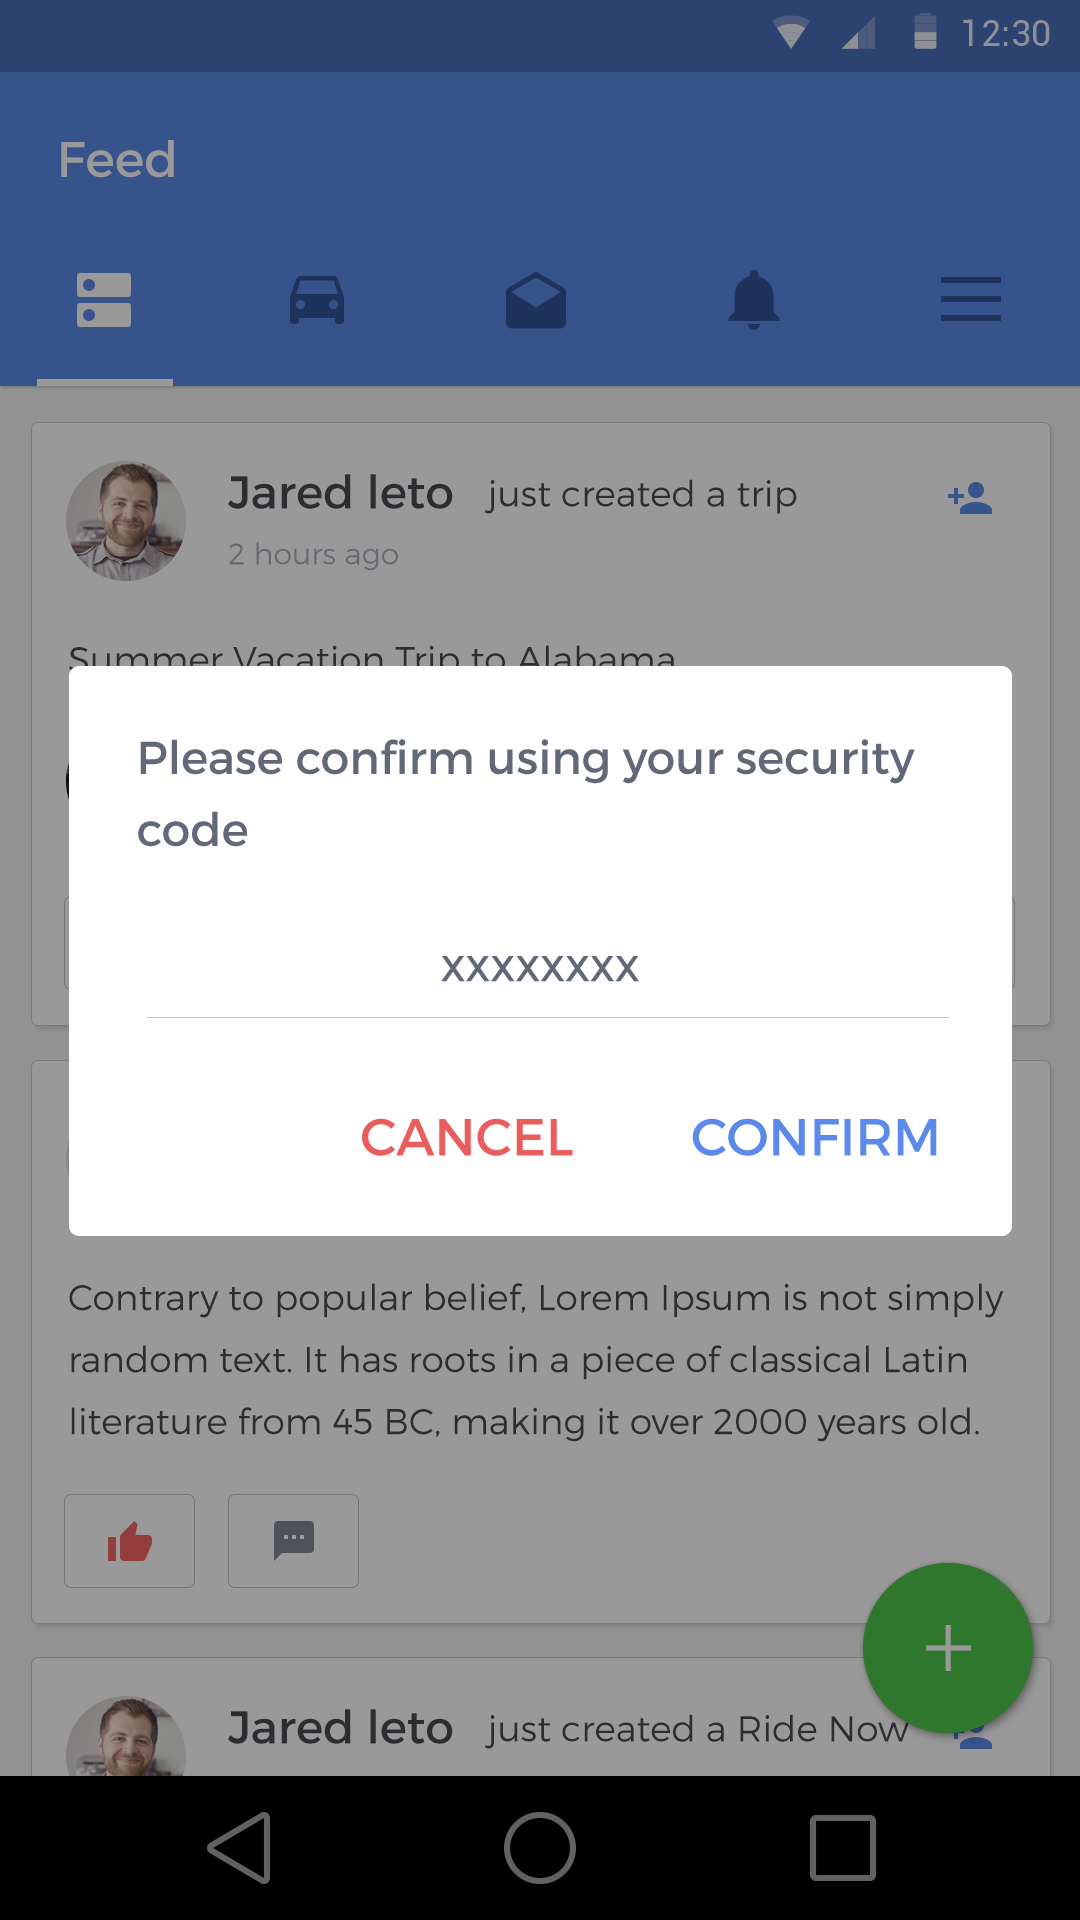 12:30
Feed
Jared leto just created a trip
2 hours ago
Summer Vacation Trip to Alabama
Please confirm using your security
code
xxxxxxxx
CANCEL CONFIRM
Contrary to popular belief, Lorem Ipsum is not simply
random text. It has roots in a piece of classical Latin
literature from 45 BC, making it over 2000 years old.
Jared leto just created a Ride Now